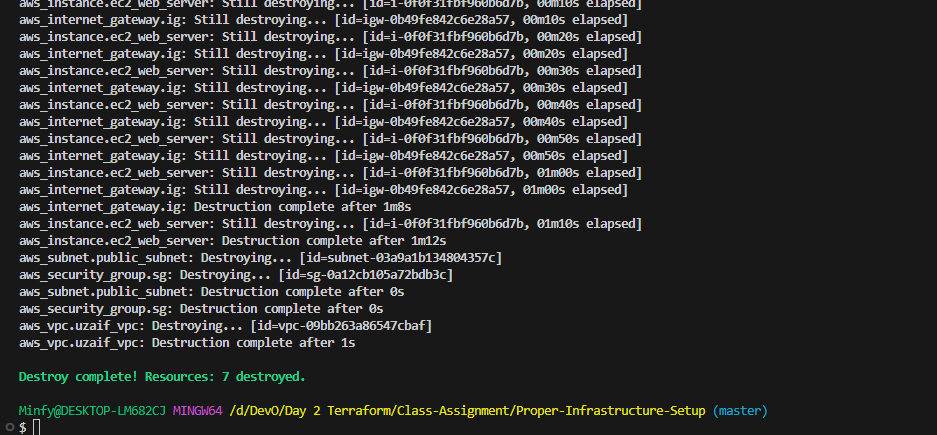 aws_instance.ec2_web_server: Still destroying... [id=i-0f0f31fbf960b6d7b, 00m10s elapsed]
aws_internet_gateway.ig: Still destroying... [id=igw-0b49fe842c6e28a57, 00m10s elapsed]
aws_instance.ec2_web_server: Still destroying... [id=i-0f0f31fbf960b6d7b, 00m20s elapsed]
aws_internet_gateway.ig: Still destroying... [id=igw-0b49fe842c6e28a57, 00m20s elapsed]
aws_instance.ec2_web_server: Still destroying... [id=i-0f0f31fbf960b6d7b, 00m30s elapsed]
aws_internet_gateway.ig: Still destroying... [id=igw-0b49fe842c6e28a57, 00m30s elapsed]
aws_instance.ec2_web_server: Still destroying... [id=i-0f0f31fbf960b6d7b, 00m40s elapsed]
aws_internet_gateway.ig: Still destroying... [id=igw-0b49fe842c6e28a57, 00m40s elapsed]
aws_instance.ec2_web_server: Still destroying... [id=i-0f0f31fbf960b6d7b, 00m50s elapsed]
aws_internet_gateway.ig: Still destroying... [id=igw-0b49fe842c6e28a57, 00m50s elapsed]
aws_instance.ec2_web_server: Still destroying... [id=i-0f0f31fbf960b6d7b, 01m00s elapsed]
aws_internet_gateway.ig: Still destroying... [id=igw-0b49fe842c6e28a57, 01m00s elapsed]
aws_internet_gateway.ig: Destruction complete after 1m8s
aws_instance.ec2_web_server: Still destroying... [id=i-0f0f31fbf960b6d7b, 01m10s elapsed]
aws_instance.ec2_web_server: Destruction complete after 1m12s
aws_subnet.public_subnet: Destroying... [id=subnet-03a9a1b134804357c]
aws_security_group.sg: Destroying... [id=sg-0a12cb105a72bdb3c]
aws_subnet.public_subnet: Destruction complete after 0s
aws_security_group.sg: Destruction complete after 0s
aws_vpc.uzaif_vpc: Destroying... [id=vpc-09bb263a86547cbaf]
aws_vpc.uzaif_vpc: Destruction complete after 1s
Destroy complete! Resources: 7 destroyed.
Minfy@DESKTOP-LM682CJ MINGW64 /d/DevO/Day 2 Terraform/Class-Assignment/Proper-Infrastructure-Setup (master)
$